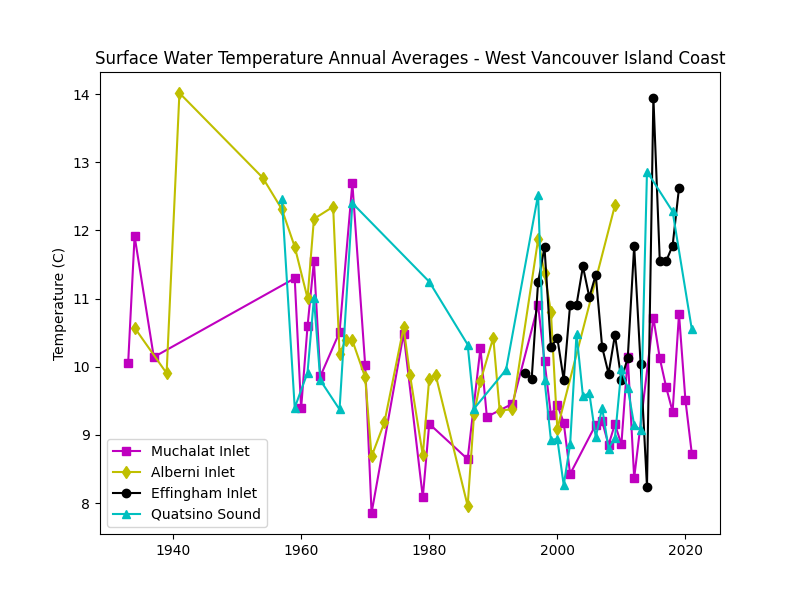 Surface Water Temperature Annual Averages - West Vancouver Island Coast
14
13
12
11
10
9
8
Temperature (C)
Muchalat Inlet
Alberni Inlet
Effingham Inlet
Quatsino Sound
1940 1960 1980 2000 2020